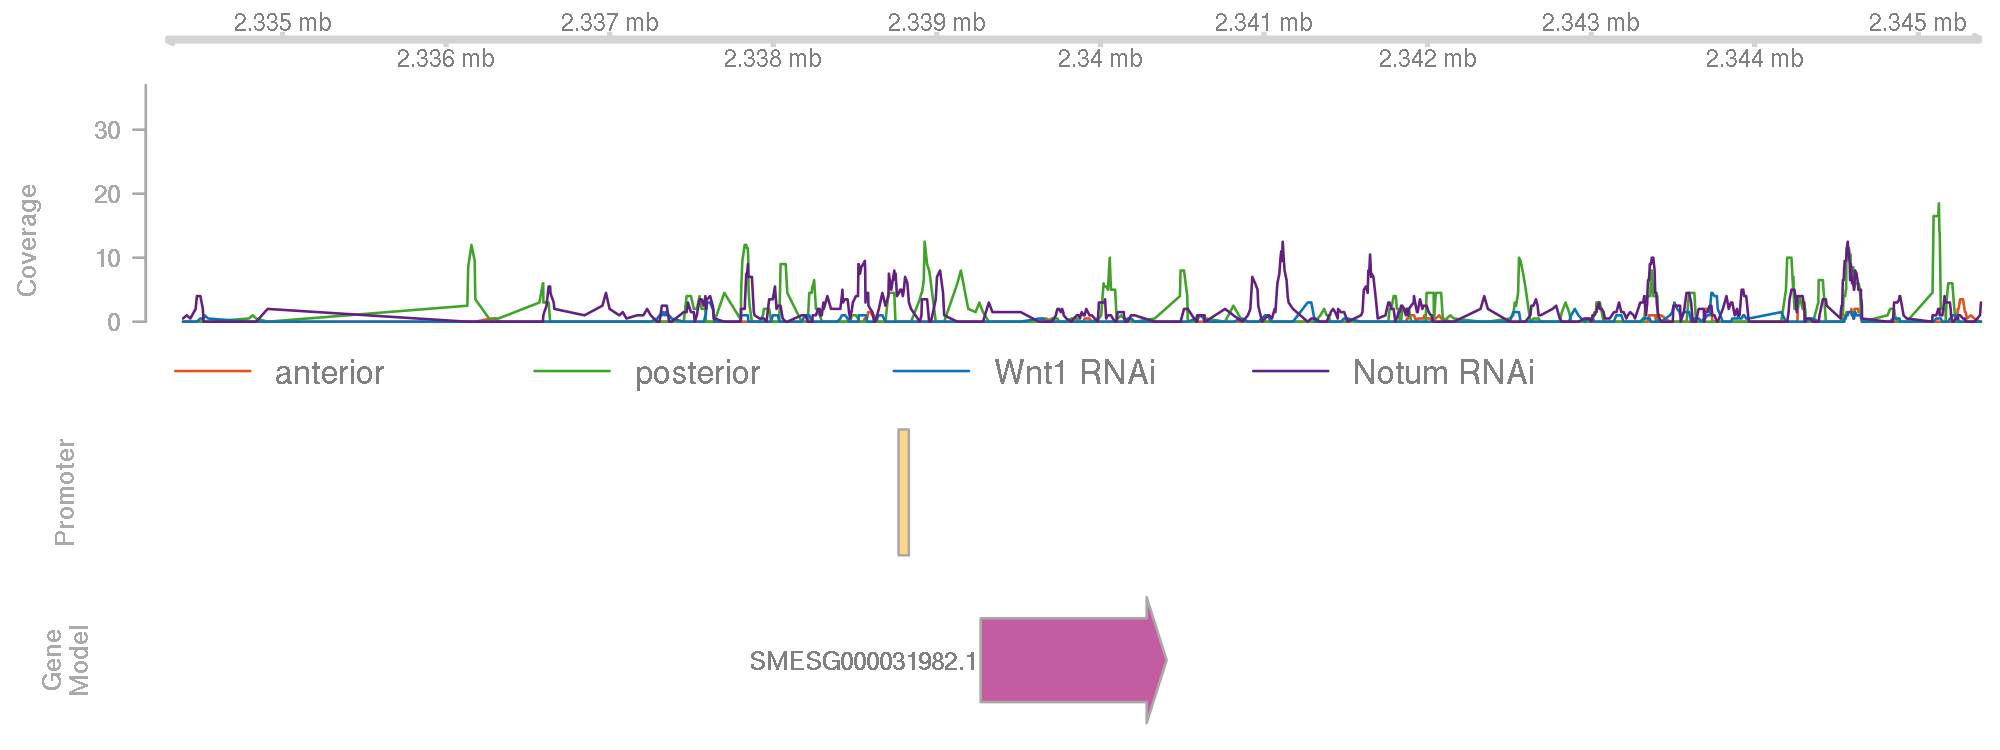 2.335 mb 2.337 mb 2.339 mb 2.341 mb 2.343 mb 2.345 mb
2.336 mb 2.338 mb 2.34 mb 2.342 mb 2.344 mb
Coverage
30
20
10
0
anterior posterior Wnt1 RNAi Notum RNAi
Promoter
Gene
Model
SMESG000031982.1